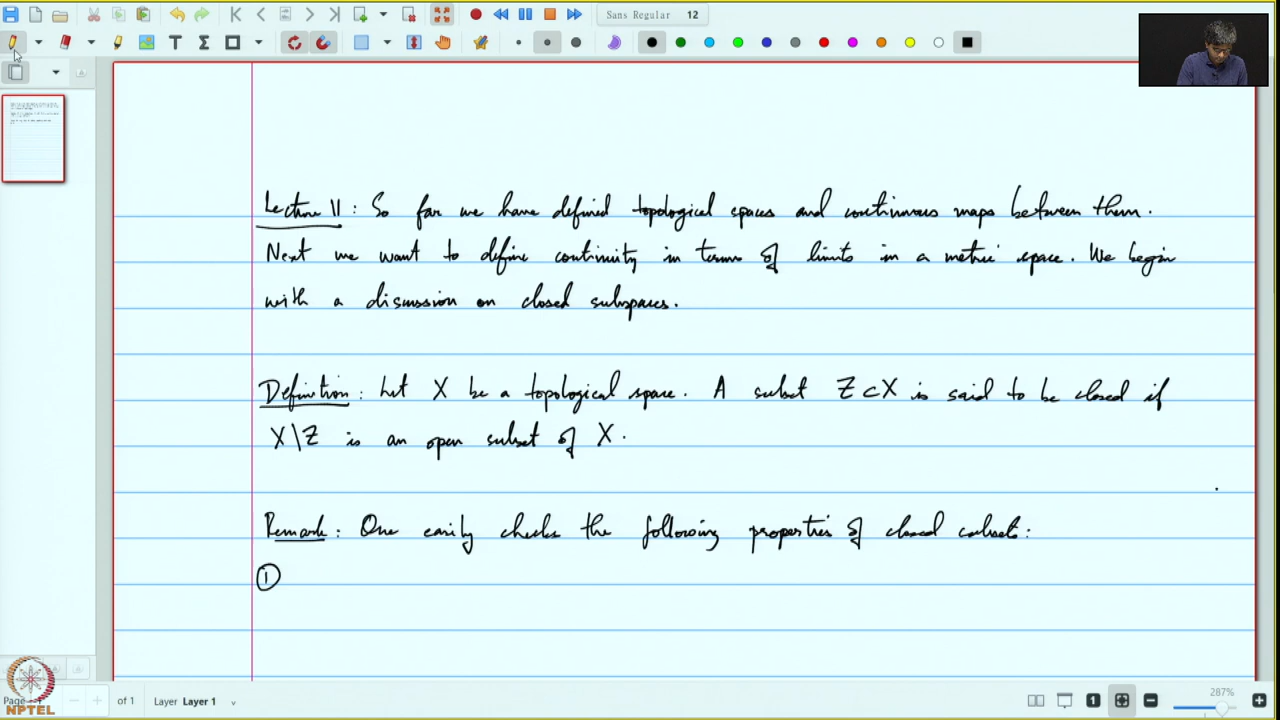 Sans Regular 12
Lecture 11: So far we have defined topological spaces and continuous maps between them.
Next we want to define continuity in terms of limits in a metric space. We begin
with a discussion on closed subspaces.
Definition: Let X be a topological space. A subset Z ⊂ X is said to be closed if
X\Z is an open subset of X.
Remark: One easily checks the following properties of closed subsets:
①
Page
of 1 Layer Layer 1
287%
NPTEL